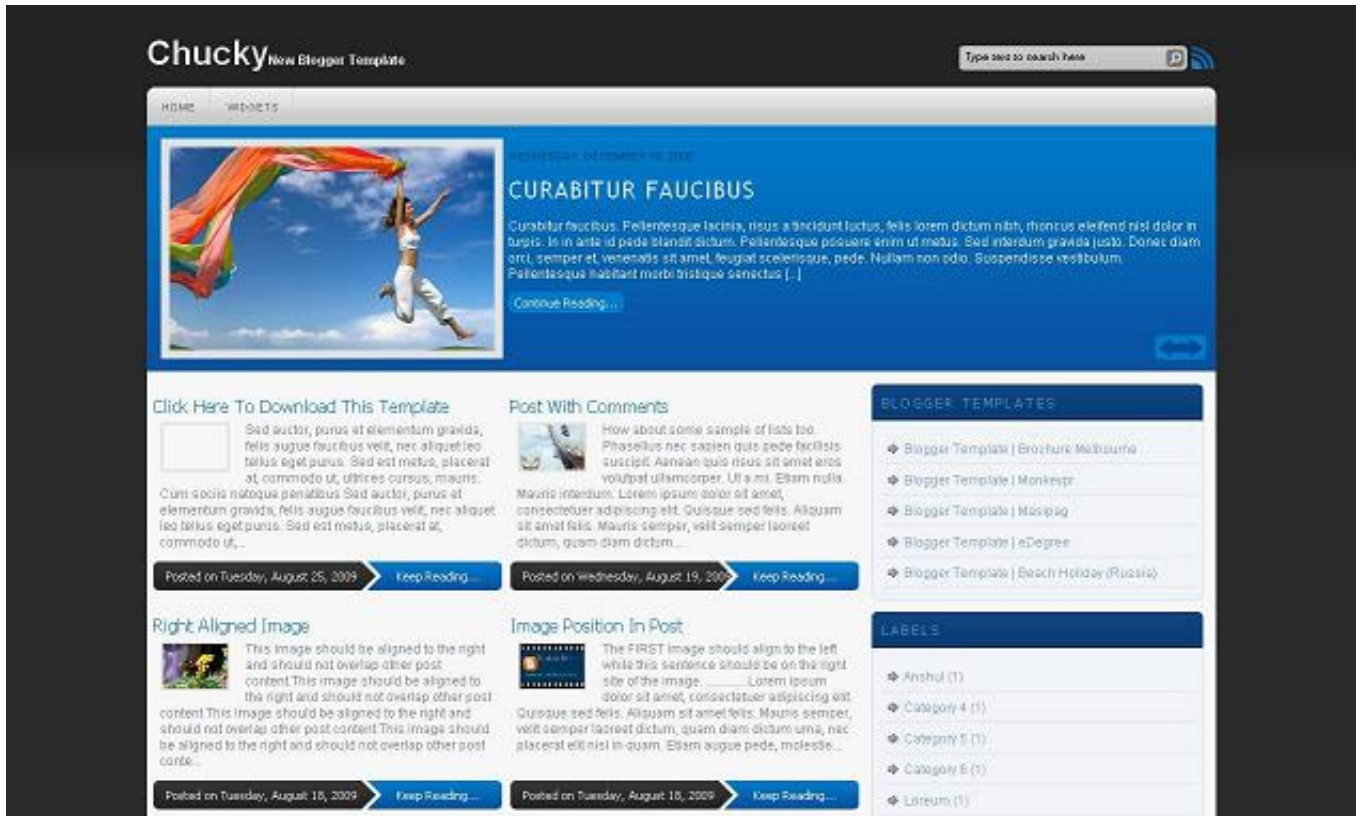 Chucky New Blogger Template
Type text to search here
HOME WIDGETS
WEDNESDAY, DECEMBER
CURABITUR FAUCIBUS
Curabitur faucibus. Pellentesque lacinia, risus a tincidunt luctus, felis lorem dictum nibh, rhoncus eleifend nisl dolor in
turpis. In in ante id pede blandit dictum. Pellentesque posuere enim ut metus. Sed interdum gravida justo. Donec diam
orci, semper et, venenatis sit amet, feugiat scelerisque, pede. Nullam non odio. Suspendisse vestibulum.
Pellentesque habitant morbi tristique senectus [...]
Continue Reading...
Click Here To Download This Template
Sed auctor, purus et elementum gravida,
felis augue faucibus velit, nec aliquet leo
tellus eget purus. Sed est metus, placerat
at, commodo ut, ultrices cursus, mauris.
Cum sociis natoque penatibus Sed auctor, purus et
elementum gravida, felis augue faucibus velit, nec aliquet
leo tellus eget purus. Sed est metus, placerat at,
commodo ut,...
Posted on Tuesday, August 25, 2009 Keep Reading...
Post With Comments
How about some sample of lists too.
Phasellus nec sapien quis pede facilisis
suscipit. Aenean quis risus sit amet eros
volutpat ullamcorper. Ut a mi. Etiam nulla.
Mauris interdum. Lorem ipsum dolor sit amet,
consectetuer adipiscing elit. Quisque sed felis. Aliquam
sit amet felis. Mauris semper, velit semper laoreet
dictum, quam diam dictum...
Posted on Wednesday, August 19, 2009 Keep Reading...
Right Aligned Image
This image should be aligned to the right
and should not overlap other post
content.This image should be aligned to
the right and should not overlap other post
content.This image should be aligned to the right and
should not overlap other post content.This image should
be aligned to the right and should not overlap other post
conte...
Posted on Tuesday, August 18, 2009 Keep Reading...
Image Position In Post
The FIRST image should align to the left
while this sentence should be on the right
site of the image. ______ Lorem ipsum
dolor sit amet, consectetuer adipiscing elit.
Quisque sed felis. Aliquam sit amet felis. Mauris semper,
velit semper laoreet dictum, quam diam dictum urna, nec
placerat elit nisl in quam. Etiam augue pede, molestie...
Posted on Tuesday, August 18, 2009 Keep Reading...
BLOGGER TEMPLATES
Blogger Template | Brochure Melbourne
Blogger Template | Monkespr
Blogger Template | Masipag
Blogger Template | eDegree
Blogger Template | Beach Holiday (Russia)
LABELS
Anshul (1)
Category 4 (1)
Category 5 (1)
Category 6 (1)
Loreum (1)